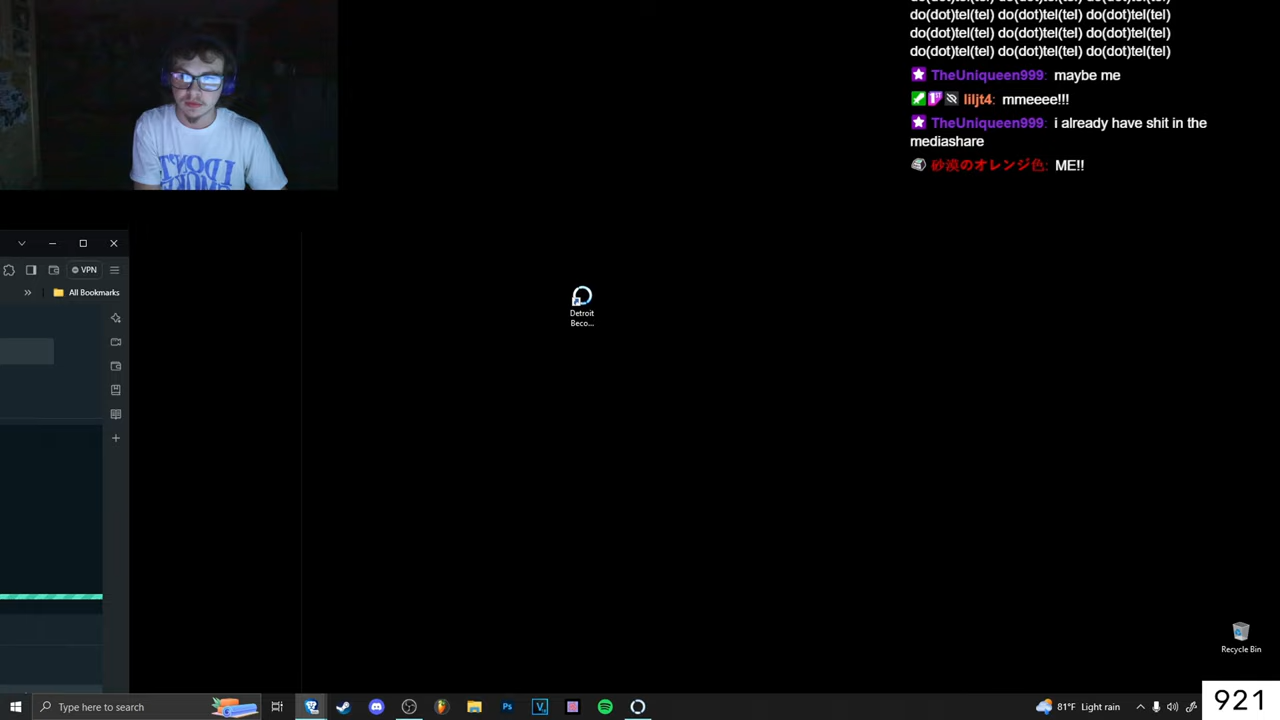 do(dot)tel(tel) do(dot)tel(tel) do(dot)tel(tel)
do(dot)tel(tel) do(dot)tel(tel) do(dot)tel(tel)
do(dot)tel(tel) do(dot)tel(tel) do(dot)tel(tel)
TheUniqueen999: maybe me
liljt4: mmeeee!!!
TheUniqueen999: i already have shit in the
mediashare
砂漠のオレンジ色: ME!!
I DON'T
VPN
All Bookmarks
Detroit
Beco...
Recycle Bin
Type here to search
Ps
81°F Light rain
921